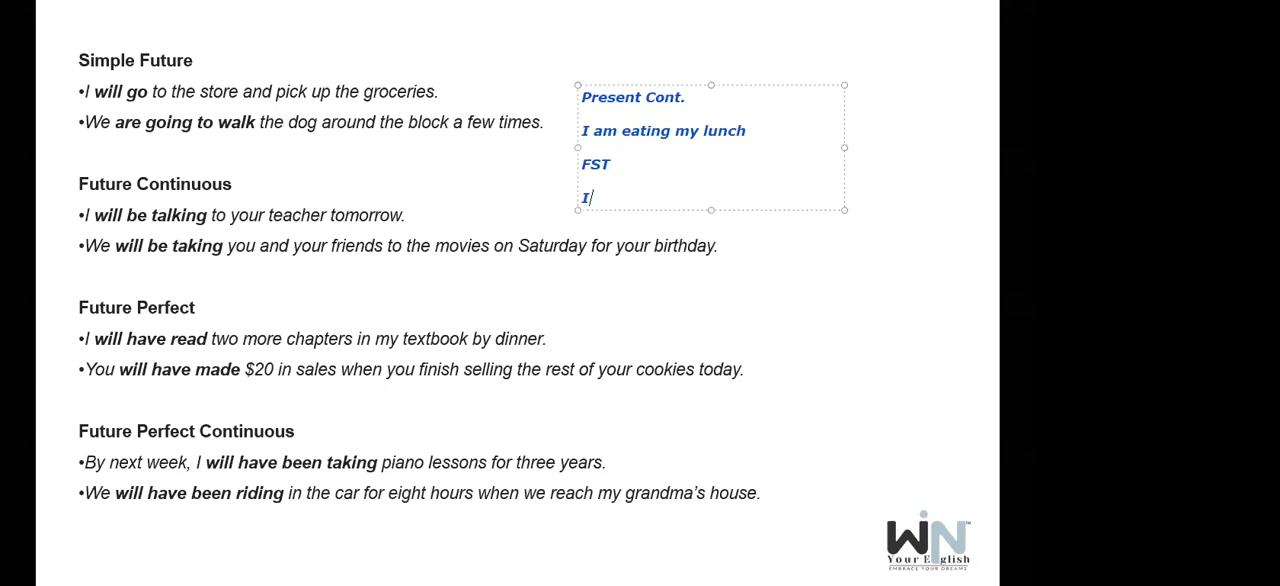 Simple Future
•I will go to the store and pick up the groceries.
•We are going to walk the dog around the block a few times.
Present Cont.
I am eating my lunch
FST
I
Future Continuous
•I will be talking to your teacher tomorrow.
•We will be taking you and your friends to the movies on Saturday for your birthday.
Future Perfect
•I will have read two more chapters in my textbook by dinner.
•You will have made $20 in sales when you finish selling the rest of your cookies today.
Future Perfect Continuous
•By next week, I will have been taking piano lessons for three years.
•We will have been riding in the car for eight hours when we reach my grandma’s house.
WiN™
Your E glish
EMBRACE YOUR DREAMS